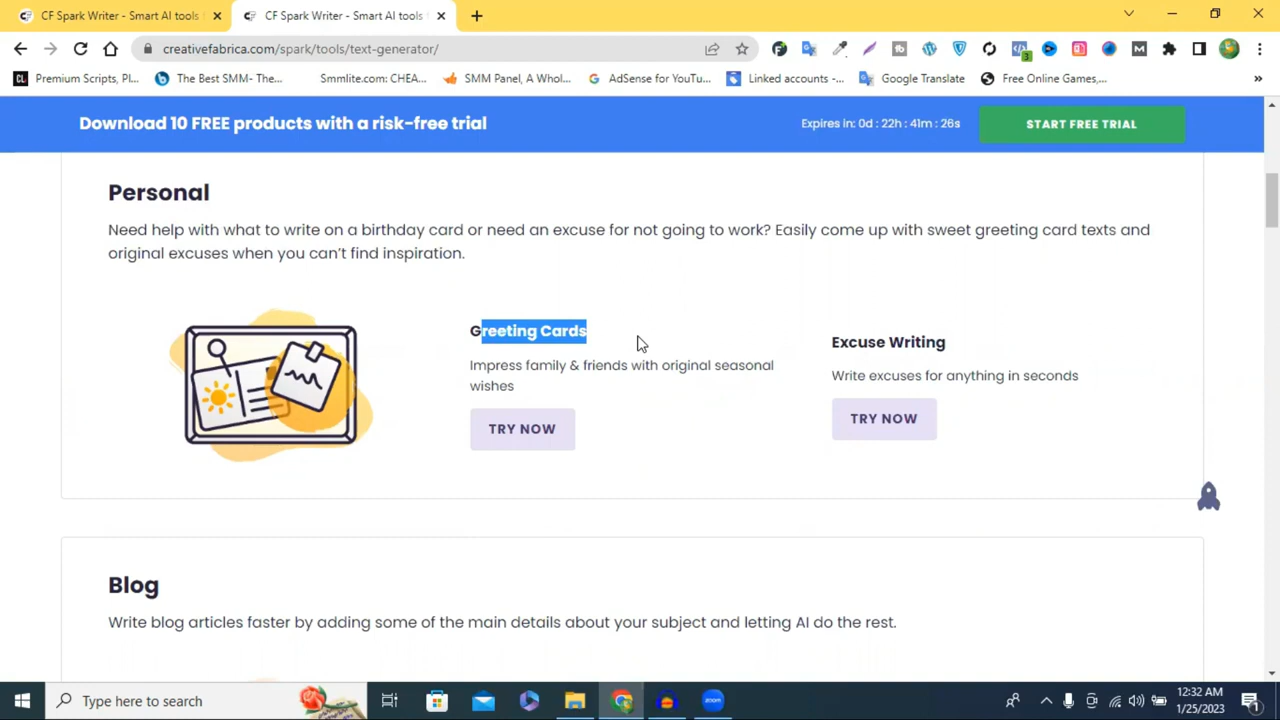 CF Spark Writer - Smart AI tools
CF Spark Writer - Smart AI tools
creativefabrica.com/spark/tools/text-generator/
Premium Scripts, Pl...
The Best SMM- The...
Smmlite.com: CHEA...
SMM Panel, A Whol...
AdSense for YouTu...
Linked accounts -...
Google Translate
Free Online Games,...
Download 10 FREE products with a risk-free trial
Expires in: 0d : 22h : 41m : 26s
START FREE TRIAL
Personal
Need help with what to write on a birthday card or need an excuse for not going to work? Easily come up with sweet greeting card texts and
original excuses when you can't find inspiration.
Greeting Cards
Impress family & friends with original seasonal
wishes
TRY NOW
Excuse Writing
Write excuses for anything in seconds
TRY NOW
Blog
Write blog articles faster by adding some of the main details about your subject and letting AI do the rest.
Type here to search
zoom
12:32 AM
1/25/2023